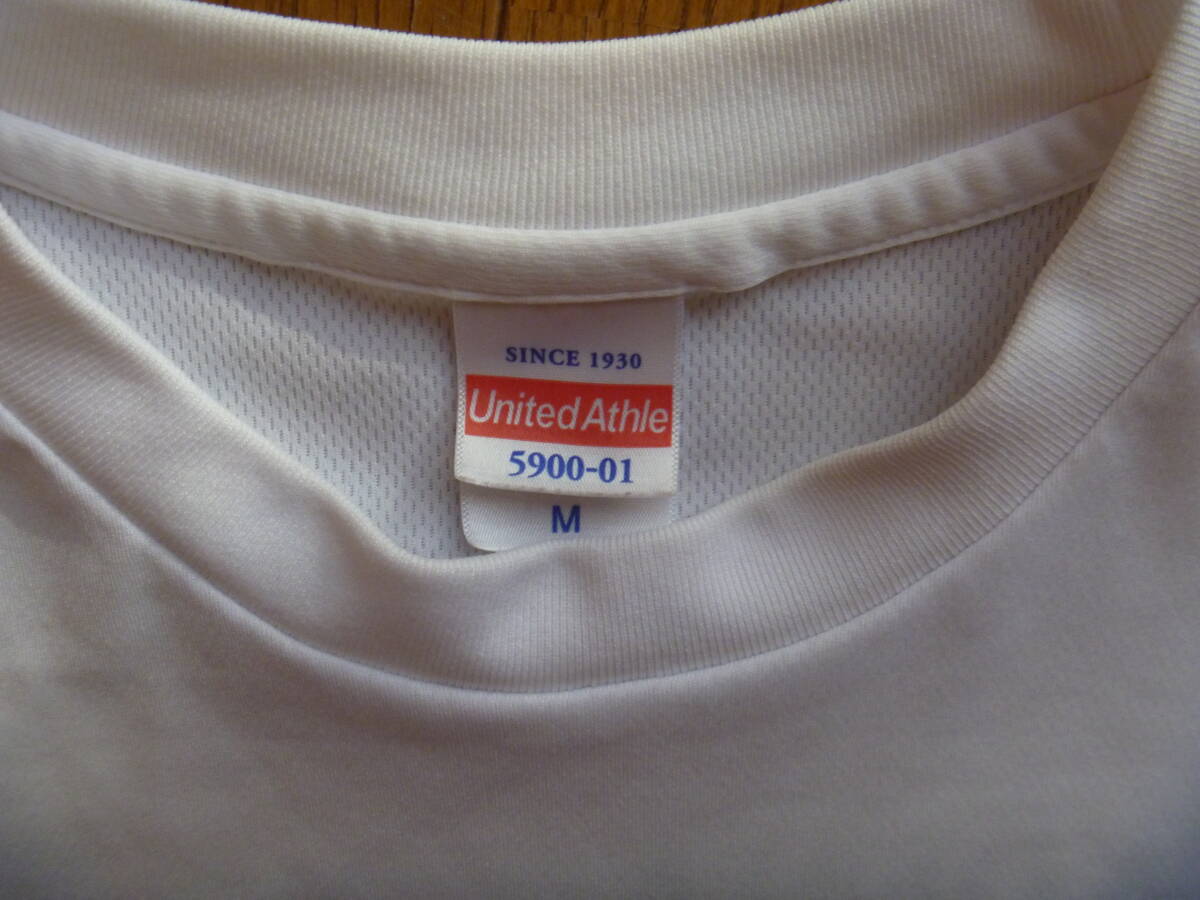 SINCE 1930
United Athle
5900-01
M